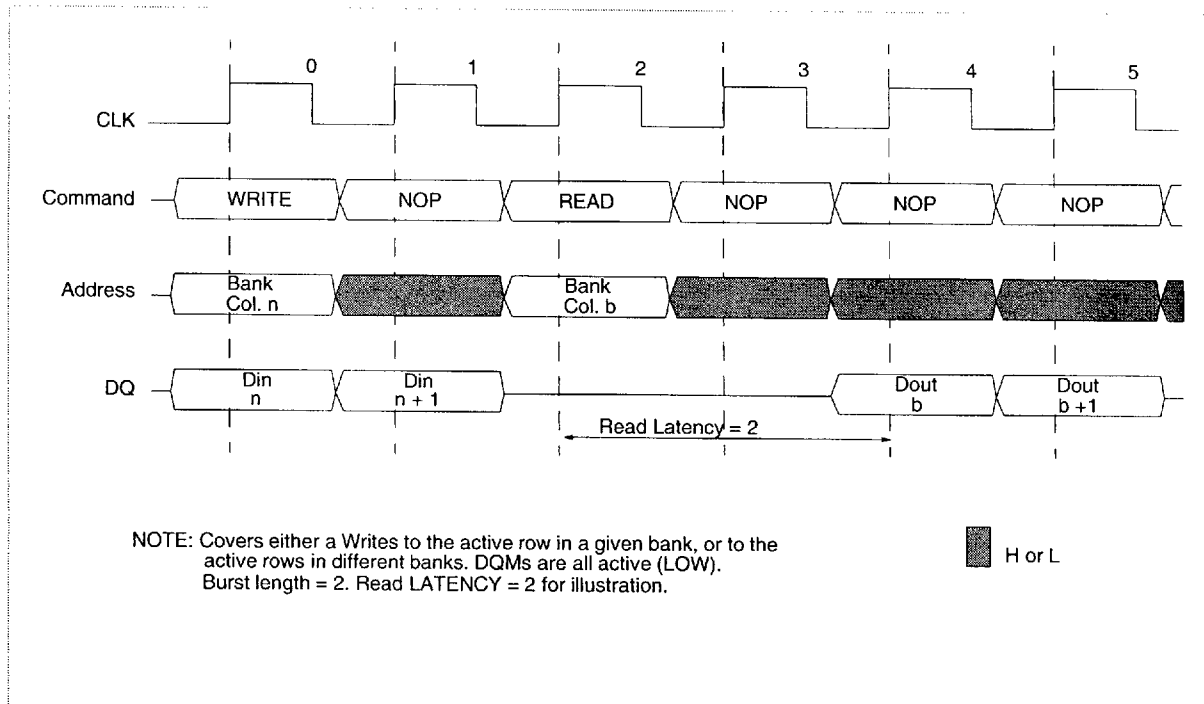 0 1 2 3 4 5
CLK
Command WRITE NOP READ NOP NOP NOP
Address Bank Col. n Bank Col. b
DQ Din n Din n + 1 Dout b Dout b +1
Read Latency = 2
NOTE: Covers either a Writes to the active row in a given bank, or to the
active rows in different banks. DQMs are all active (LOW).
Burst length = 2. Read LATENCY = 2 for illustration.
H or L